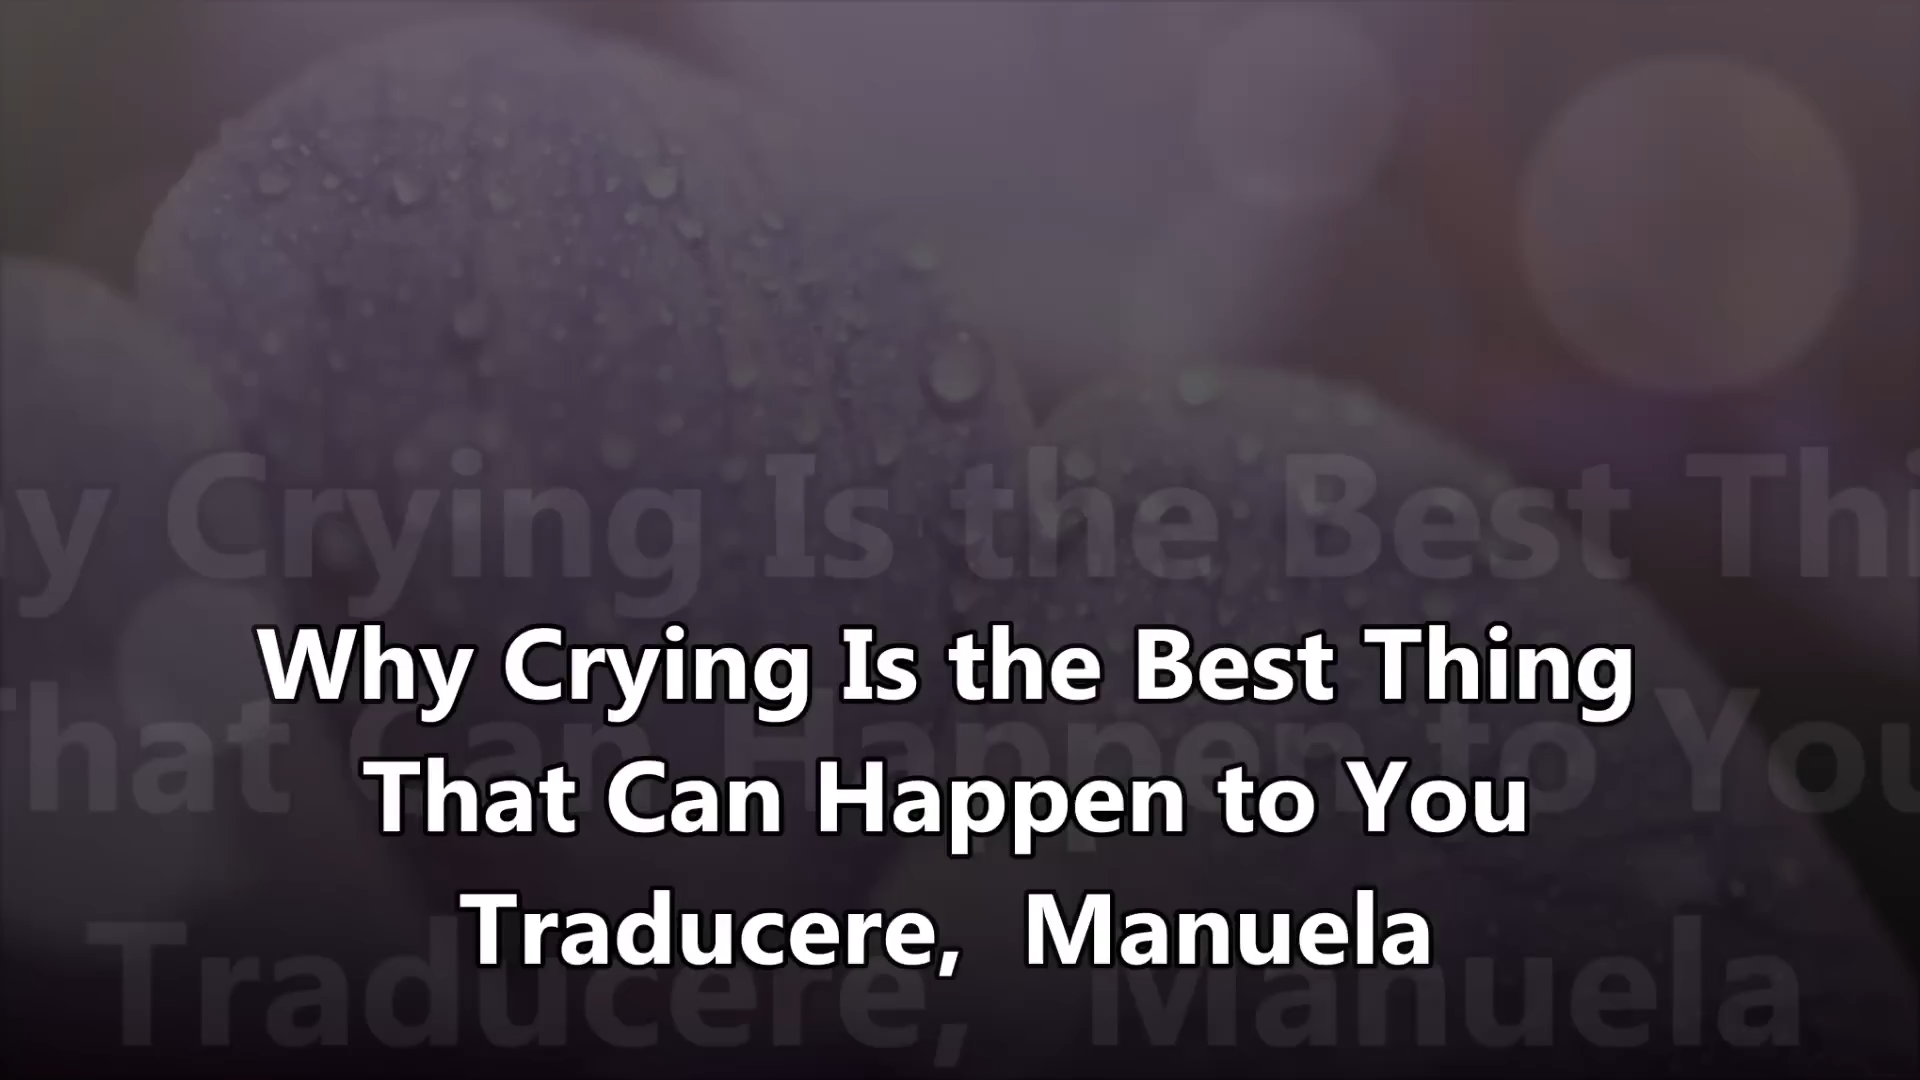 Why Crying Is the Best Thing
That Can Happen to You
Traducere, Manuela